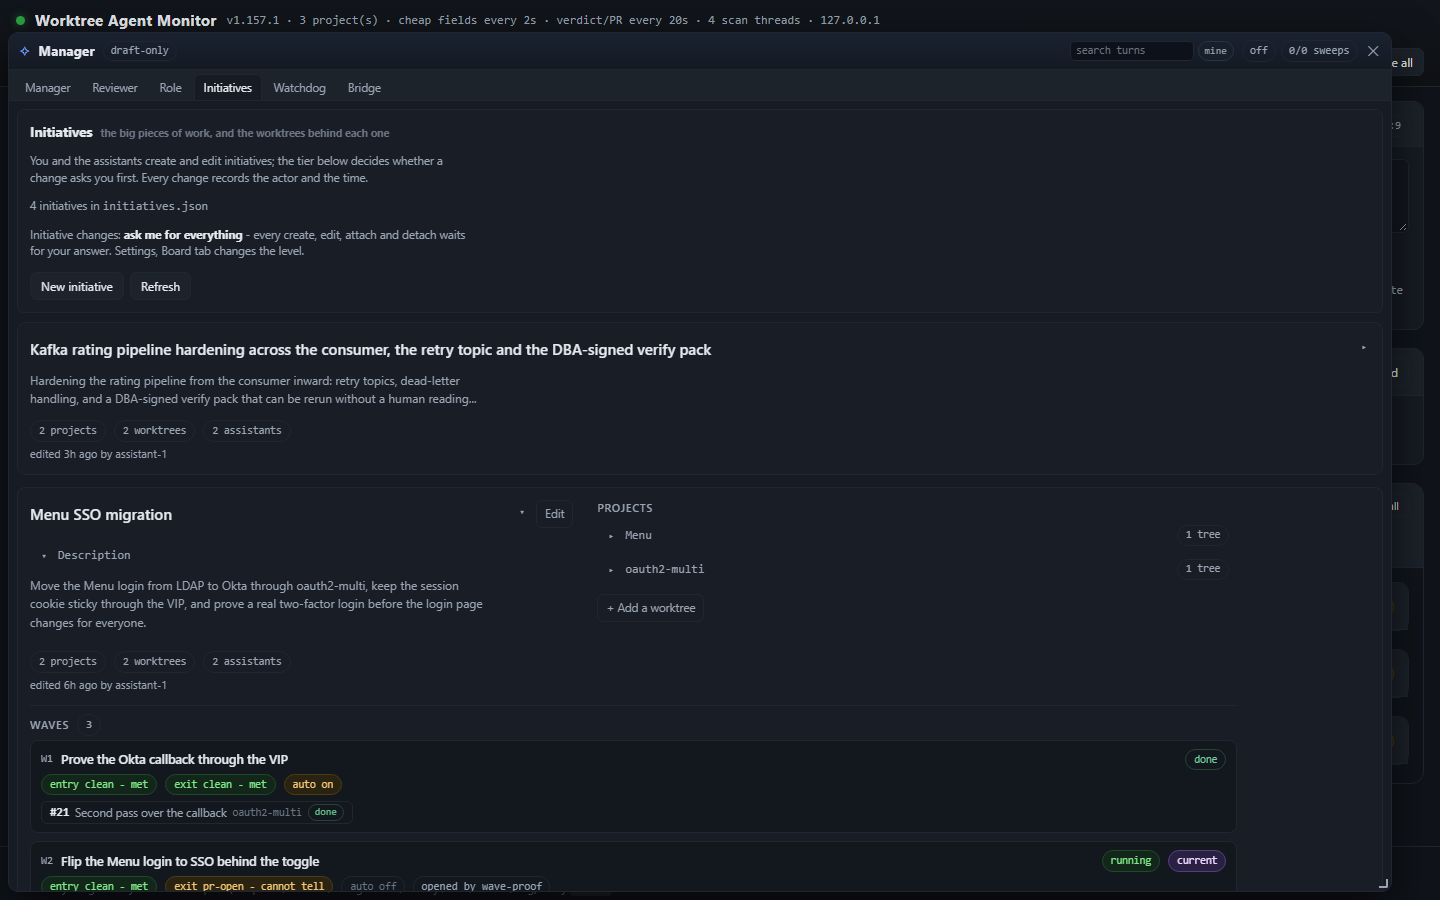 Worktree Agent Monitor v1.157.1 · 3 project(s) · cheap fields every 2s · verdict/PR every 20s · 4 scan threads · 127.0.0.1
Manager draft-only search turns mine off 0/0 sweeps
e all
Manager Reviewer Role Initiatives Watchdog Bridge
Initiatives the big pieces of work, and the worktrees behind each one
:9
You and the assistants create and edit initiatives; the tier below decides whether a
change asks you first. Every change records the actor and the time.
4 initiatives in initiatives.json
Initiative changes: ask me for everything - every create, edit, attach and detach waits
for your answer. Settings, Board tab changes the level.
New initiative Refresh
te
Kafka rating pipeline hardening across the consumer, the retry topic and the DBA-signed verify pack
d
Hardening the rating pipeline from the consumer inward: retry topics, dead-letter
handling, and a DBA-signed verify pack that can be rerun without a human reading...
2 projects 2 worktrees 2 assistants
edited 3h ago by assistant-1
Menu SSO migration Edit
Description
Move the Menu login from LDAP to Okta through oauth2-multi, keep the session
cookie sticky through the VIP, and prove a real two-factor login before the login page
changes for everyone.
2 projects 2 worktrees 2 assistants
edited 6h ago by assistant-1
PROJECTS
Menu 1 tree
oauth2-multi 1 tree
+ Add a worktree
all
WAVES 3
W1 Prove the Okta callback through the VIP done
entry clean - met exit clean - met auto on
#21 Second pass over the callback oauth2-multi done
W2 Flip the Menu login to SSO behind the toggle running current
entry clean - met exit pr-open - cannot tell auto off opened by wave-proof